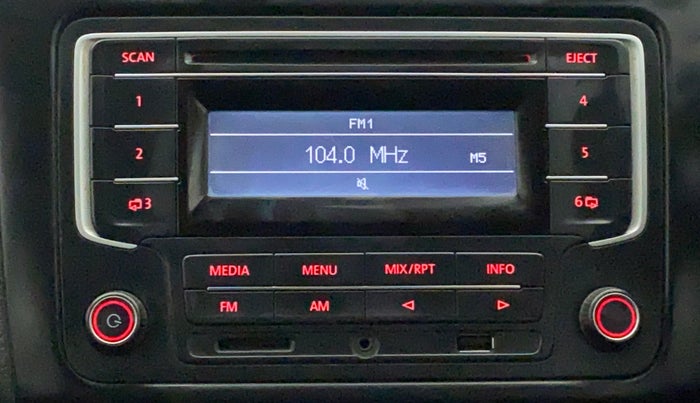 SCAN
EJECT
1
4
FM1
2
104.0 MHz
M5
5
3
6
MEDIA
MENU
MIX/RPT
INFO
FM
AM